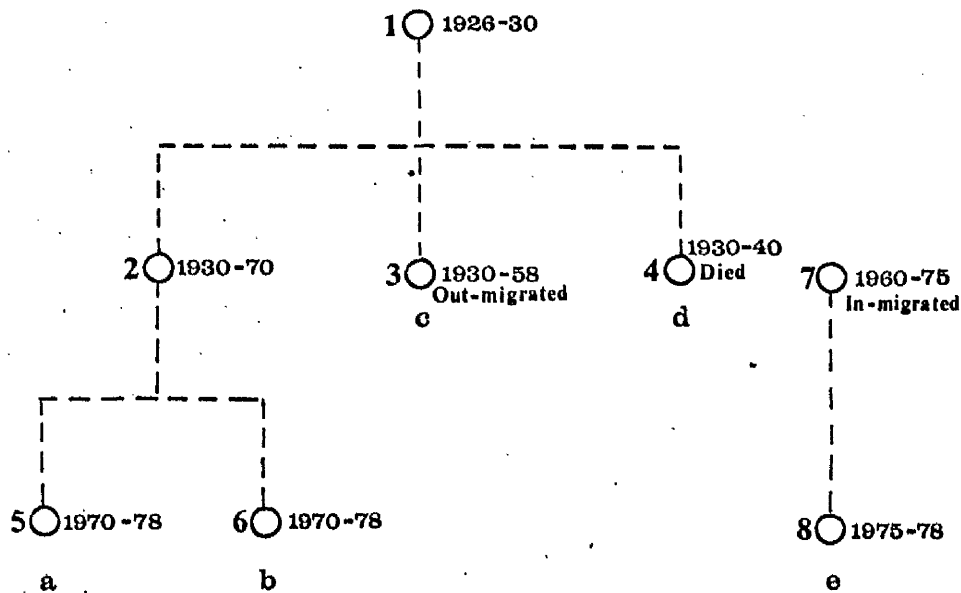 1 1926-30
2 1930-70
3 1930-58
Out-migrated
c
4 1930-40
Died
d
7 1960-75
In-migrated
5 1970-78
a
6 1970-78
b
8 1975-78
e